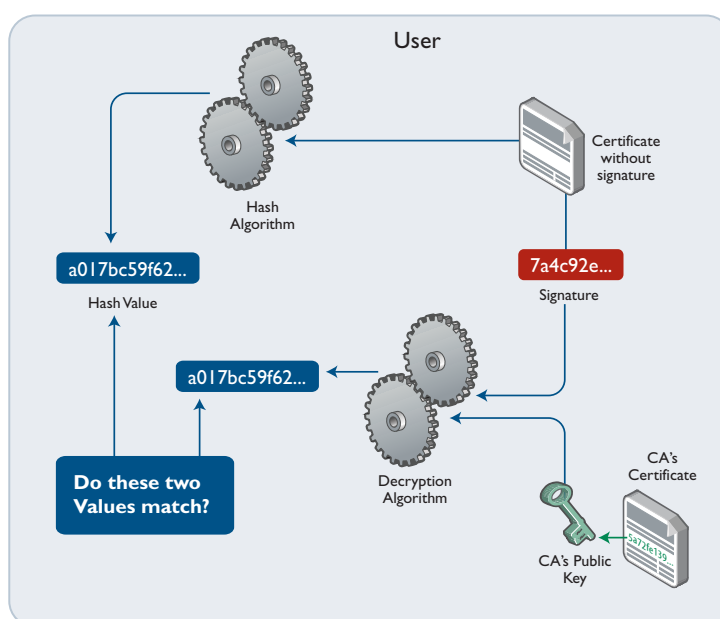 User
Certificate
without
signature
Hash
Algorithm
a017bc59f62...
Hash Value
7a4c92e...
Signature
a017bc59f62...
Decryption
Algorithm
Do these two
Values match?
CA's
Certificate
5a72fe139...
CA's Public
Key